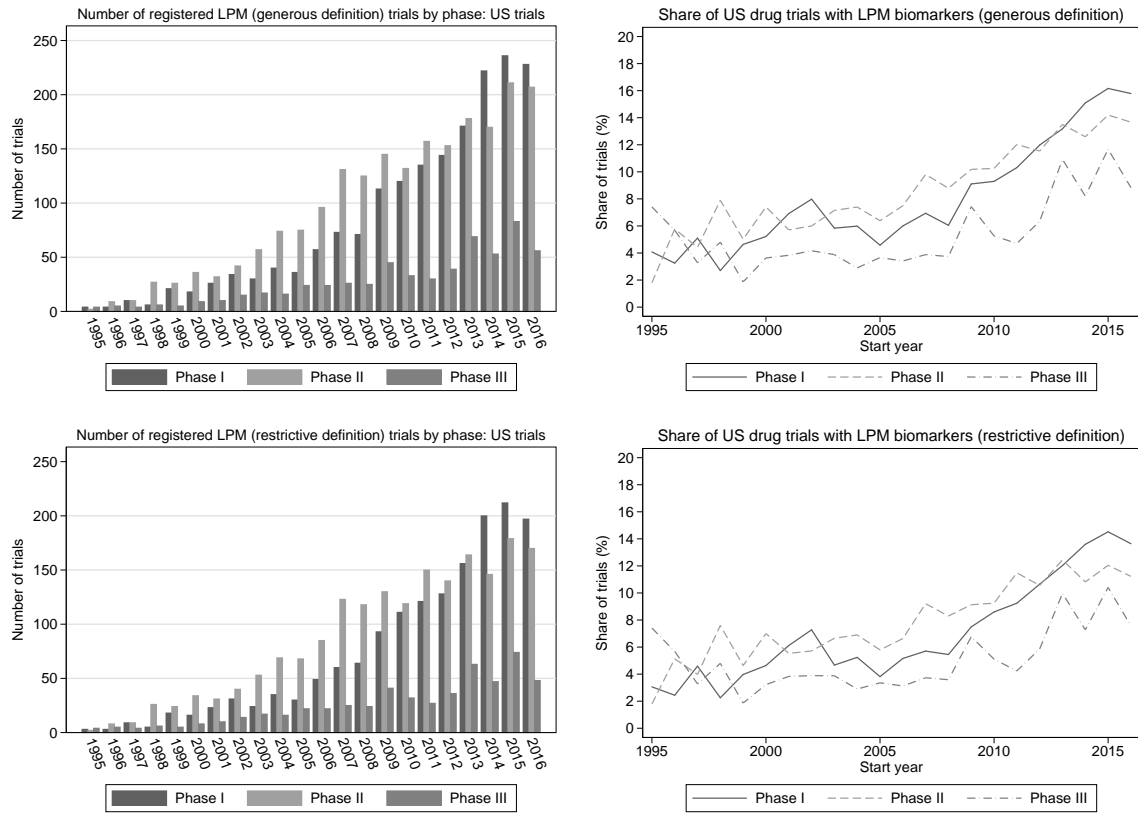 Number of registered LPM (generous definition) trials by phase: US trials
250
200
150
100
50
0
Number of trials
1995 1996 1997 1998 1999 2000 2001 2002 2003 2004 2005 2006 2007 2008 2009 2010 2011 2012 2013 2014 2015 2016
Phase I Phase II Phase III
Share of US drug trials with LPM biomarkers (generous definition)
20
18
16
14
12
10
8
6
4
2
0
Share of trials (%)
1995 2000 2005 2010 2015
Start year
Phase I Phase II Phase III
Number of registered LPM (restrictive definition) trials by phase: US trials
250
200
150
100
50
0
Number of trials
1995 1996 1997 1998 1999 2000 2001 2002 2003 2004 2005 2006 2007 2008 2009 2010 2011 2012 2013 2014 2015 2016
Phase I Phase II Phase III
Share of US drug trials with LPM biomarkers (restrictive definition)
20
18
16
14
12
10
8
6
4
2
0
Share of trials (%)
1995 2000 2005 2010 2015
Start year
Phase I Phase II Phase III